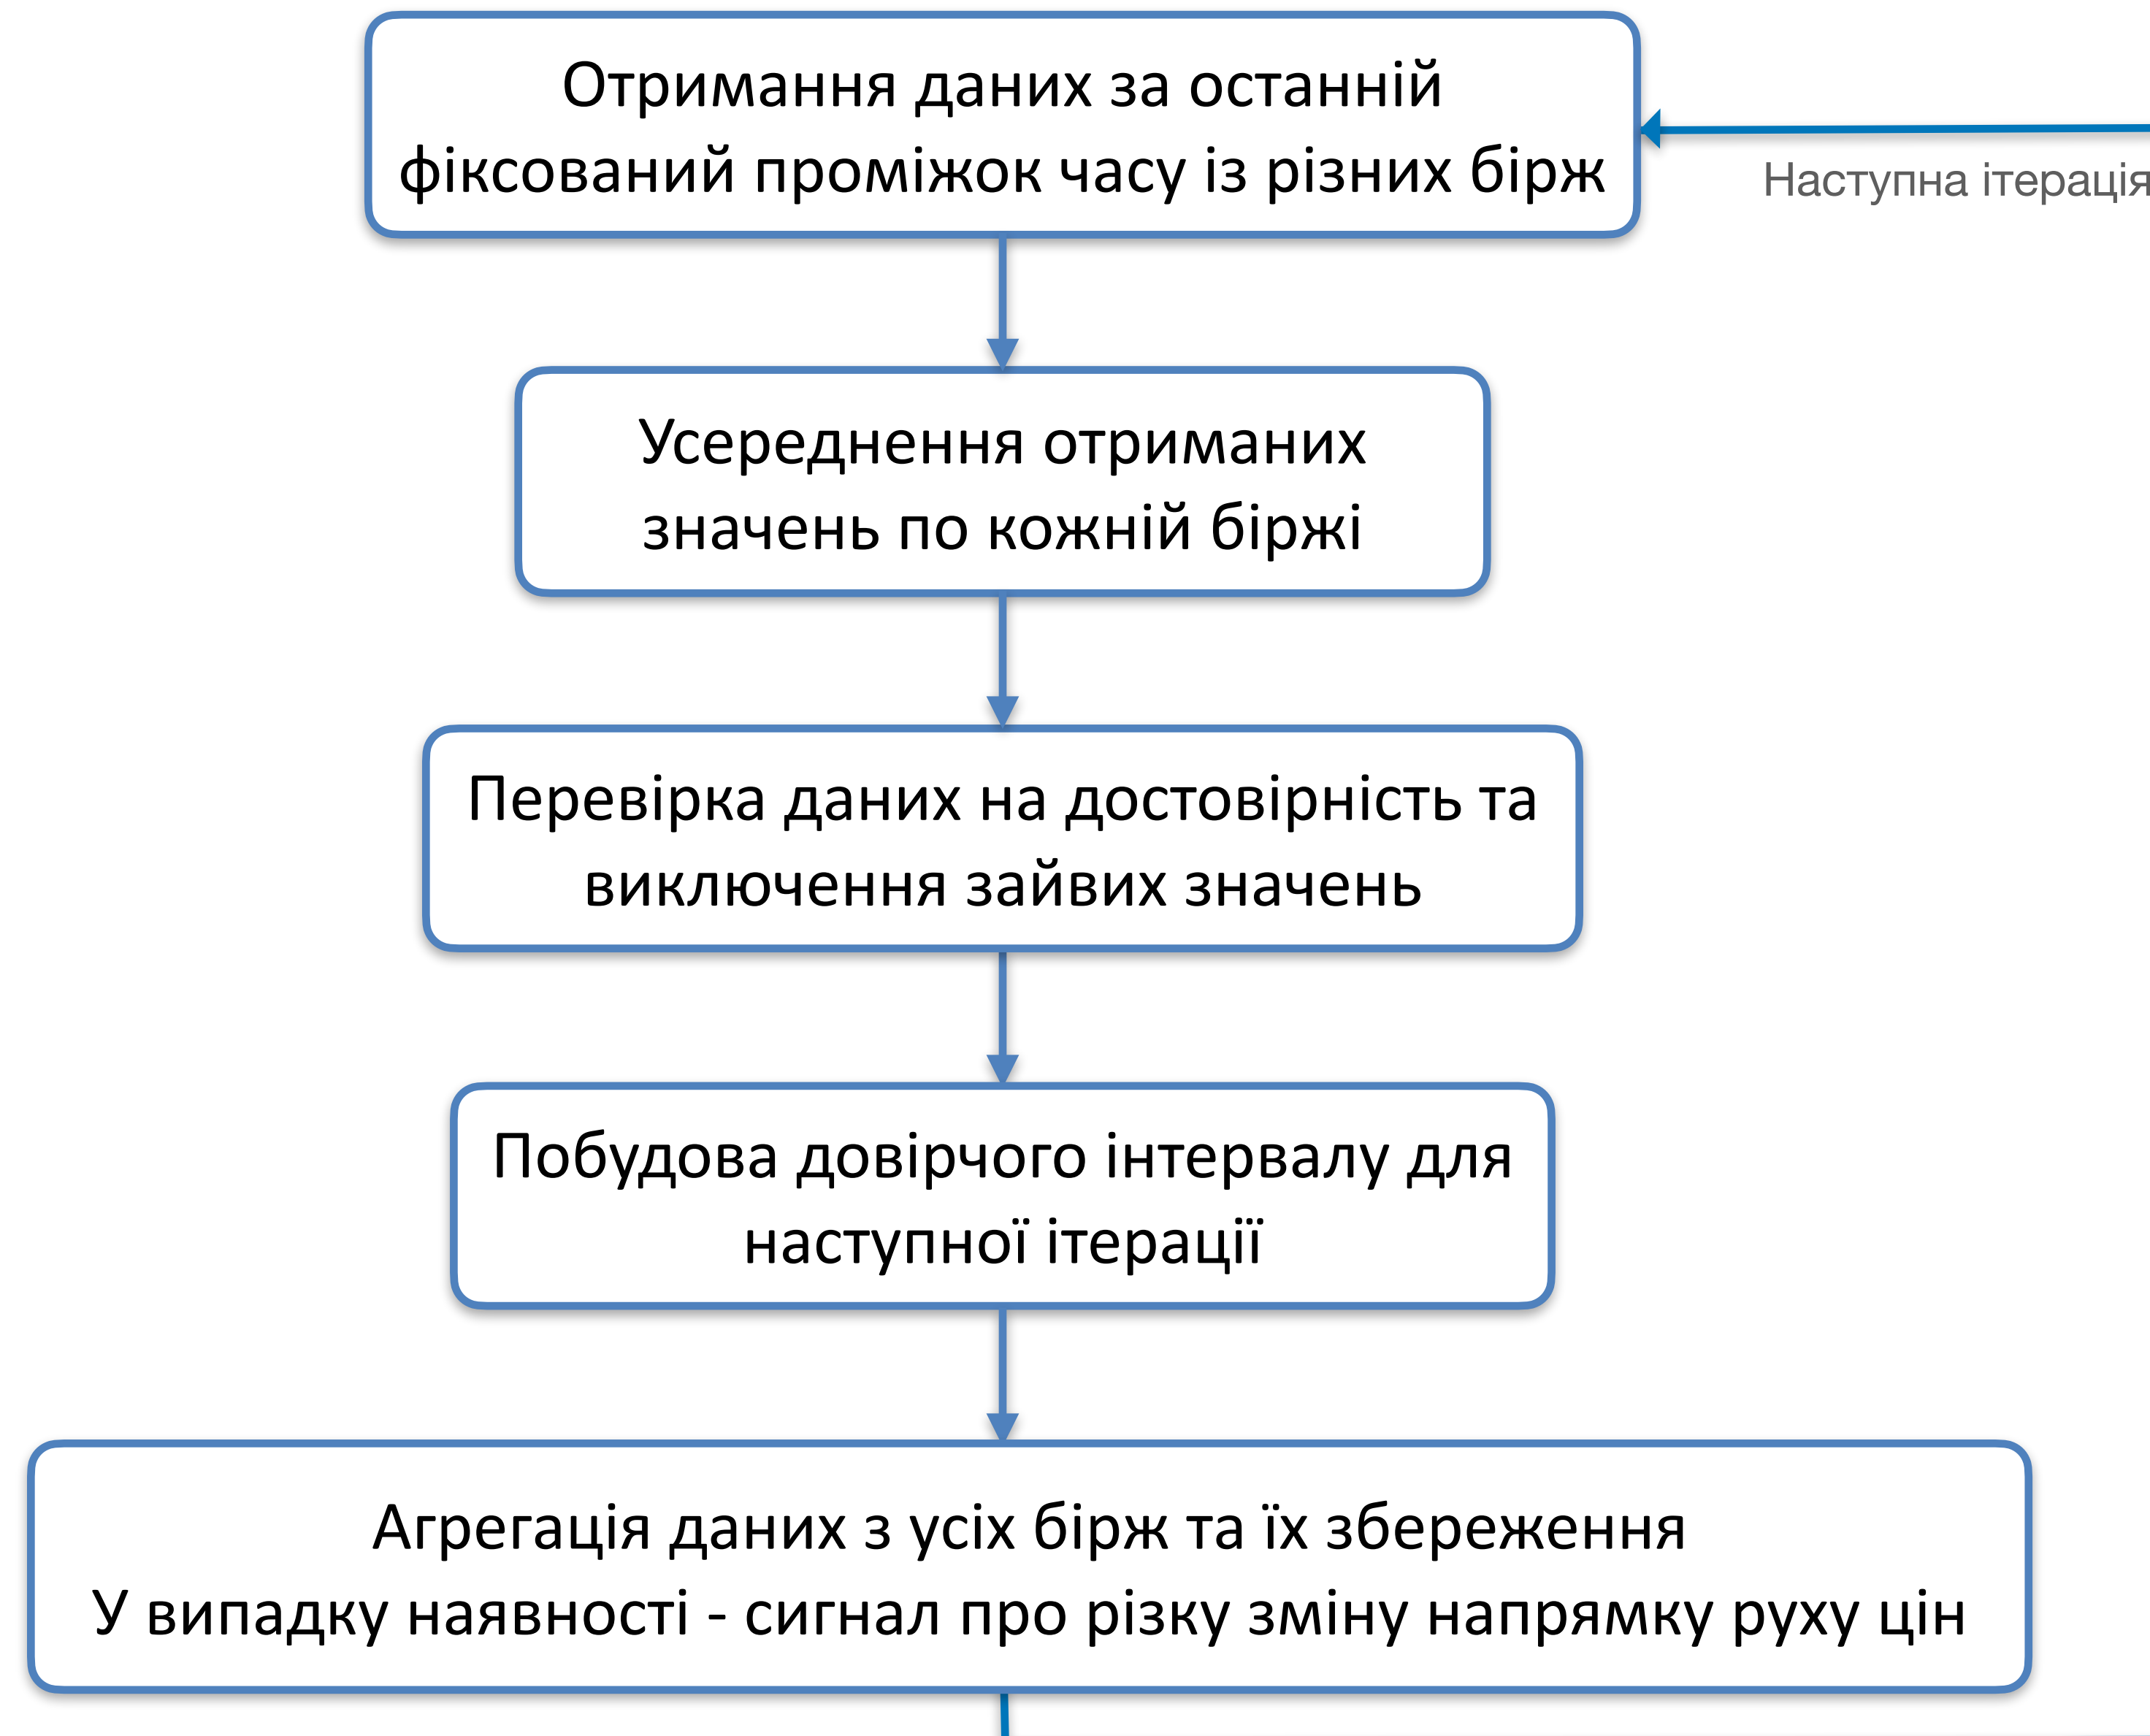 Отримання даних за останній
фіксований проміжок часу із різних бірж
Наступна ітерація
Усереднення отриманих
значень по кожній біржі
Перевірка даних на достовірність та
виключення зайвих значень
Побудова довірчого інтервалу для
наступної ітерації
Агрегація даних з усіх бірж та їх збереження
У випадку наявності - сигнал про різку зміну напрямку руху цін